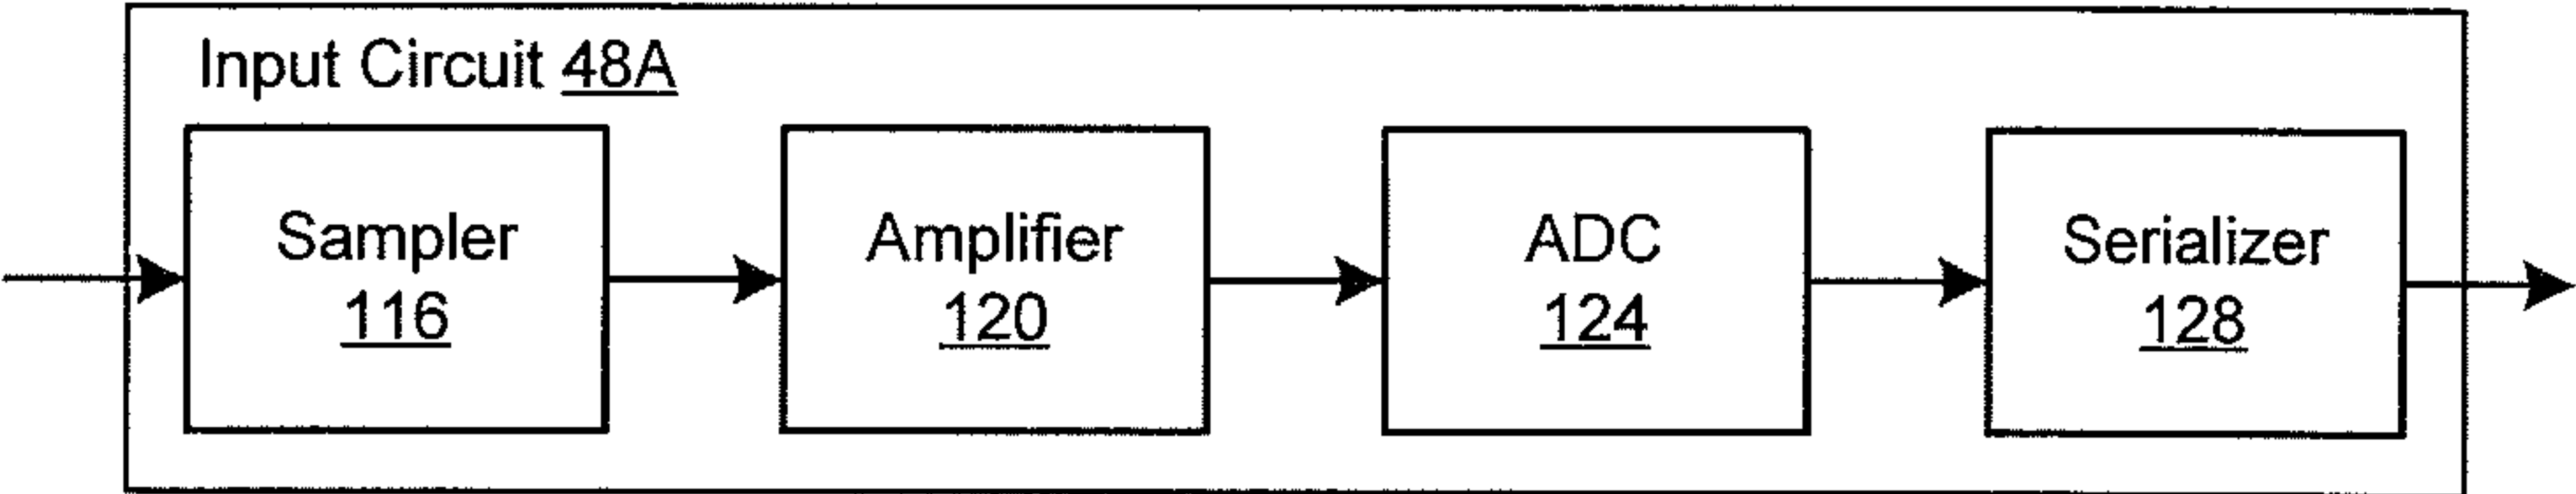 Input Circuit 48A
Sampler
116
Amplifier
120
ADC
124
Serializer
128